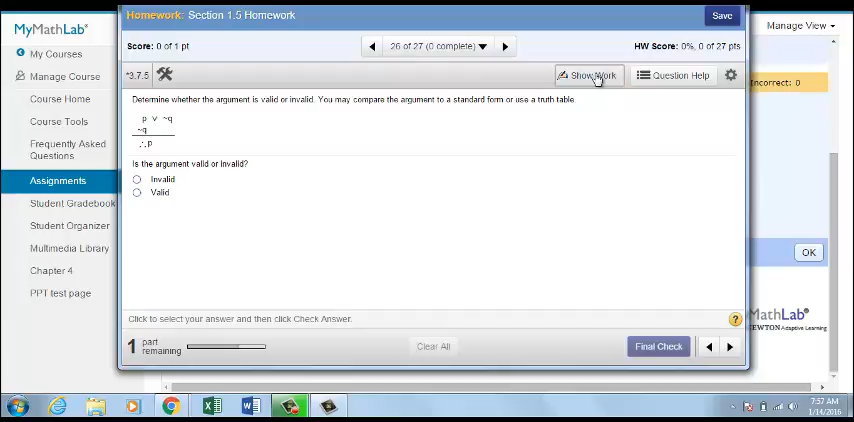 MyMathLab®
My Courses
Manage Course
Course Home
Course Tools
Frequently Asked
Questions
Assignments
Student Gradebook
Student Organizer
Multimedia Library
Chapter 4
PPT test page
Homework: Section 1.5 Homework
Save
Score: 0 of 1 pt
26 of 27 (0 complete)
HW Score: 0%, 0 of 27 pts
*3.7.5
Show Work
Question Help
Determine whether the argument is valid or invalid. You may compare the argument to a standard form or use a truth table.
p ∨ ~q
~q
∴ p
Is the argument valid or invalid?
Invalid
Valid
Click to select your answer and then click Check Answer.
?
1 part
remaining
Clear All
Final Check
Manage View
Incorrect: 0
OK
MathLab®
NEWTON Adaptive Learning
7:57 AM
1/14/2016